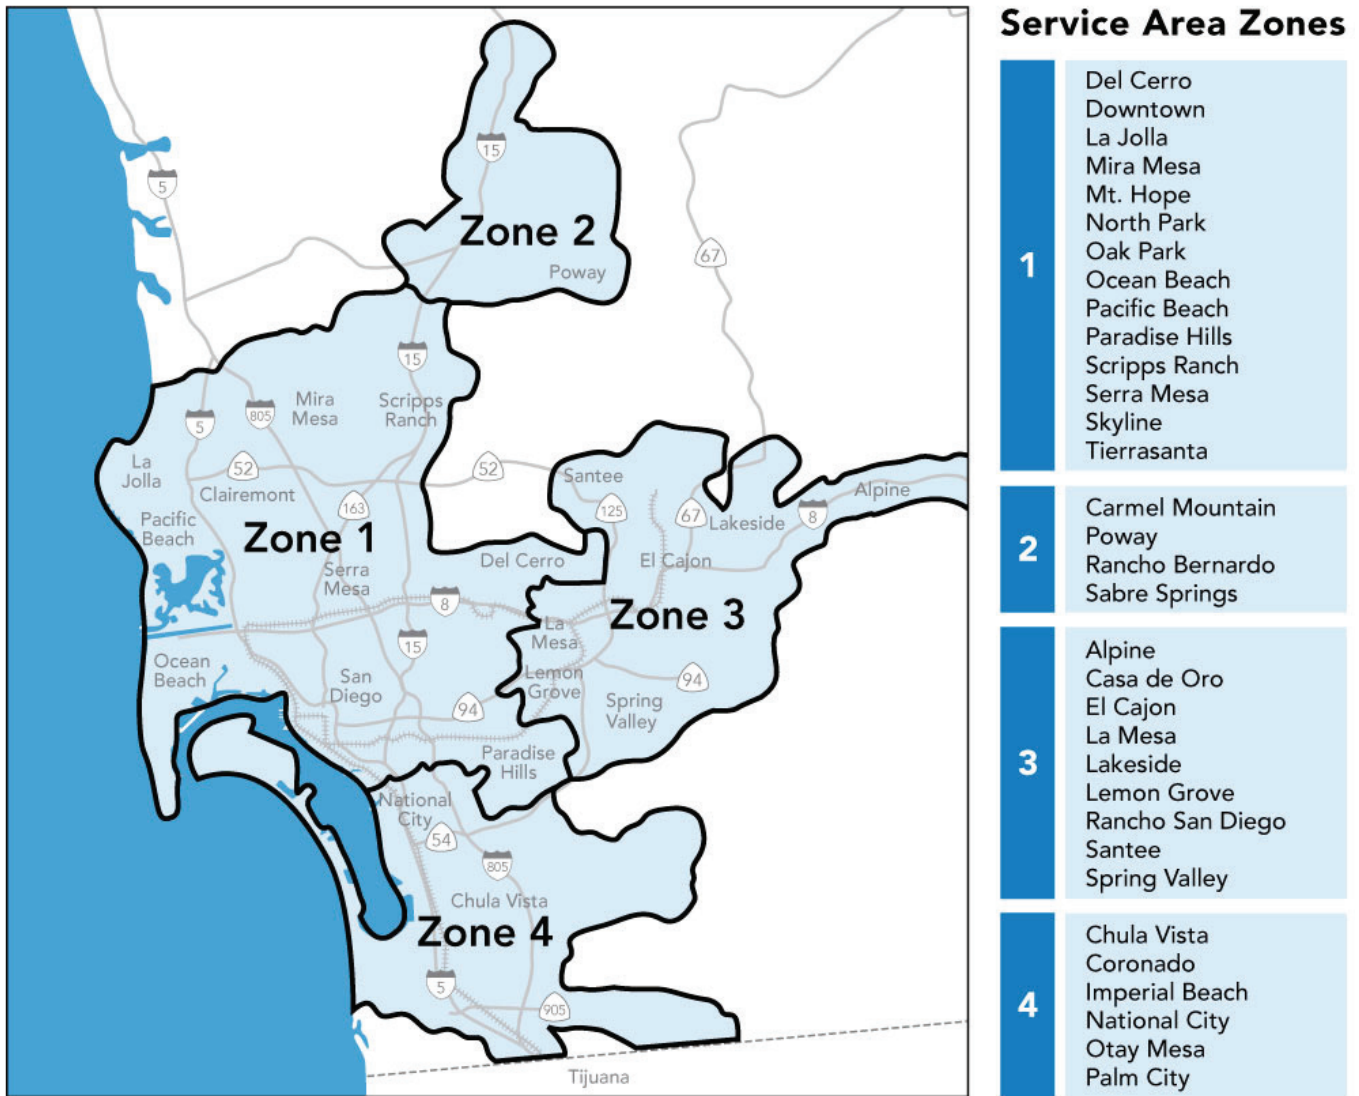 Service Area Zones
1
Del Cerro
Downtown
La Jolla
Mira Mesa
Mt. Hope
North Park
Oak Park
Ocean Beach
Pacific Beach
Paradise Hills
Scripps Ranch
Serra Mesa
Skyline
Tierrasanta
2
Carmel Mountain
Poway
Rancho Bernardo
Sabre Springs
3
Alpine
Casa de Oro
El Cajon
La Mesa
Lakeside
Lemon Grove
Rancho San Diego
Santee
Spring Valley
4
Chula Vista
Coronado
Imperial Beach
National City
Otay Mesa
Palm City
15
5
Zone 2
67
Poway
15
Mira
Mesa
Scripps
Ranch
5
805
La
Jolla
52
52
Santee
Clairemont
163
125
67
Lakeside
8
Alpine
Pacific
Beach
Zone 1
Del Cerro
El Cajon
Serra
Mesa
8
Zone 3
La
Mesa
15
Ocean
Beach
San
Diego
Lemon
Grove
94
94
Spring
Valley
Paradise
Hills
National
City
54
805
Chula Vista
Zone 4
5
905
Tijuana